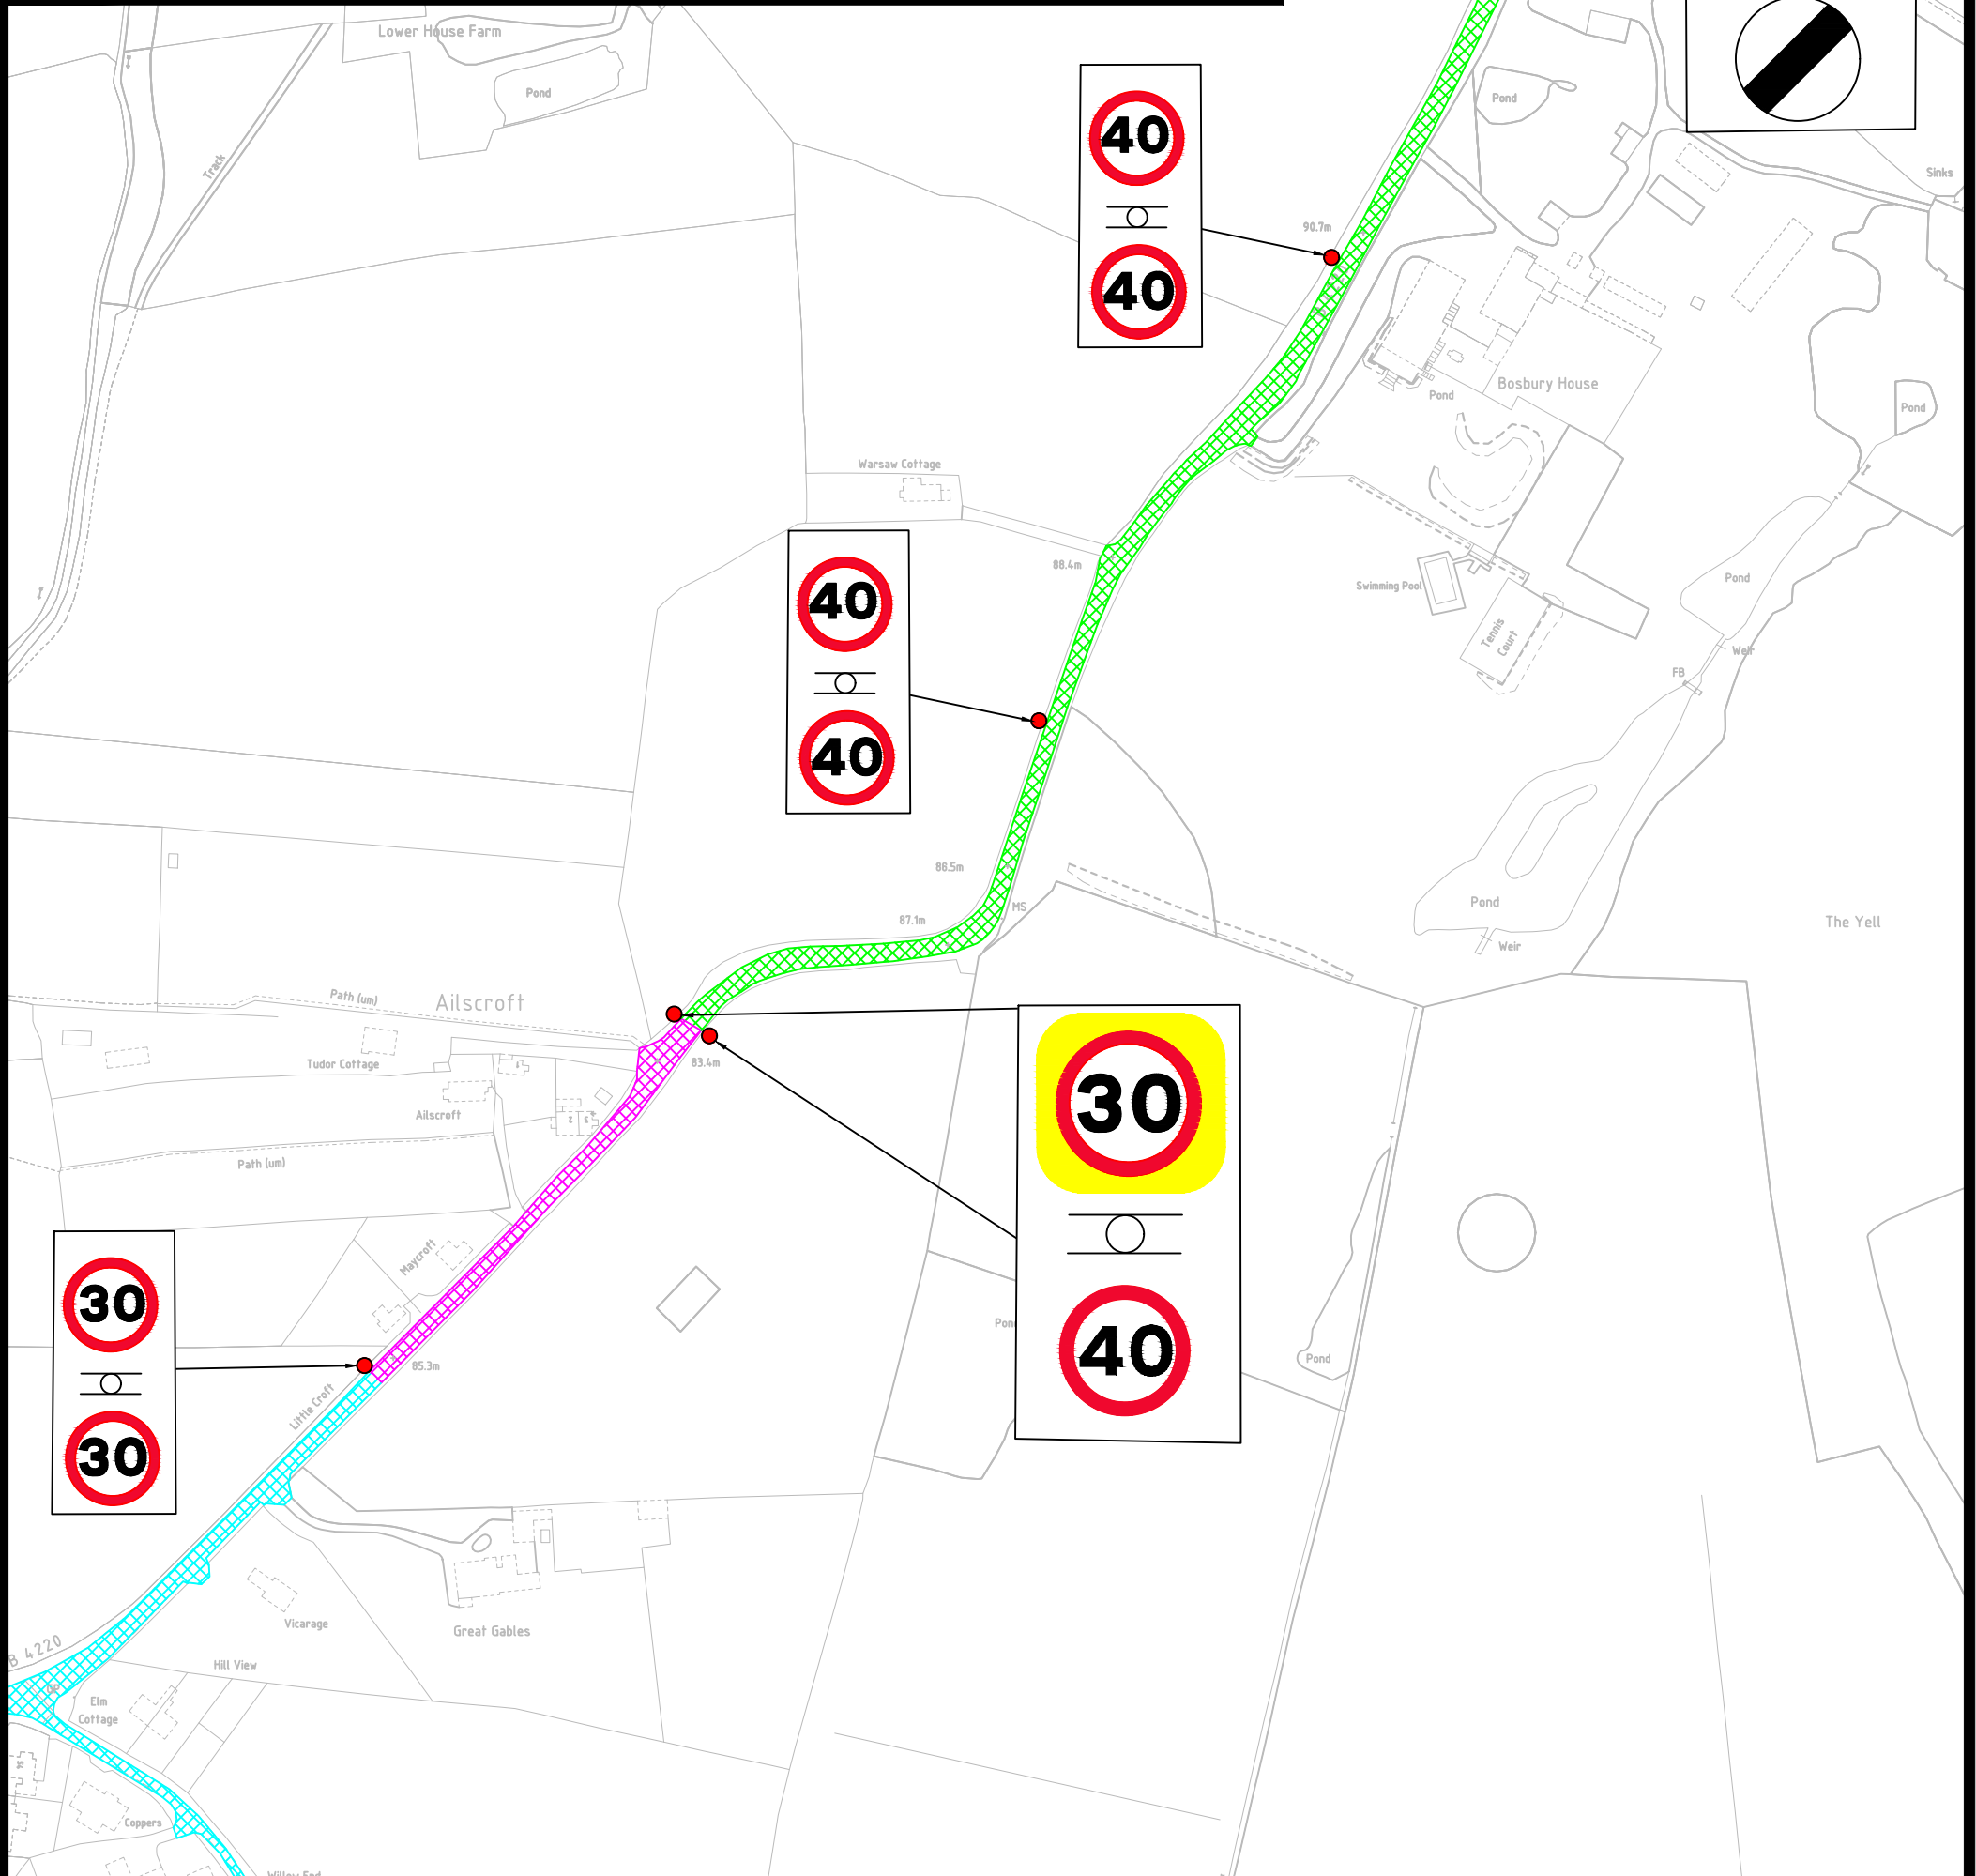 Lower House Farm
Pond
Track
40
40
90.7m
Pond
Sinks
Bosbury House
Pond
Pond
Warsaw Cottage
88.4m
40
40
Swimming Pool
Tennis
Court
Pond
Weir
FB
86.5m
87.1m
MS
Pond
Weir
The Yell
Path (um)
Ailscroft
Tudor Cottage
83.4m
Ailscroft
Path (um)
30
40
Maycroft
30
30
85.3m
Little Croft
Pond
Pond
Vicarage
Great Gables
B 4220
Hill View
Elm
Cottage
Coppers
Willow End